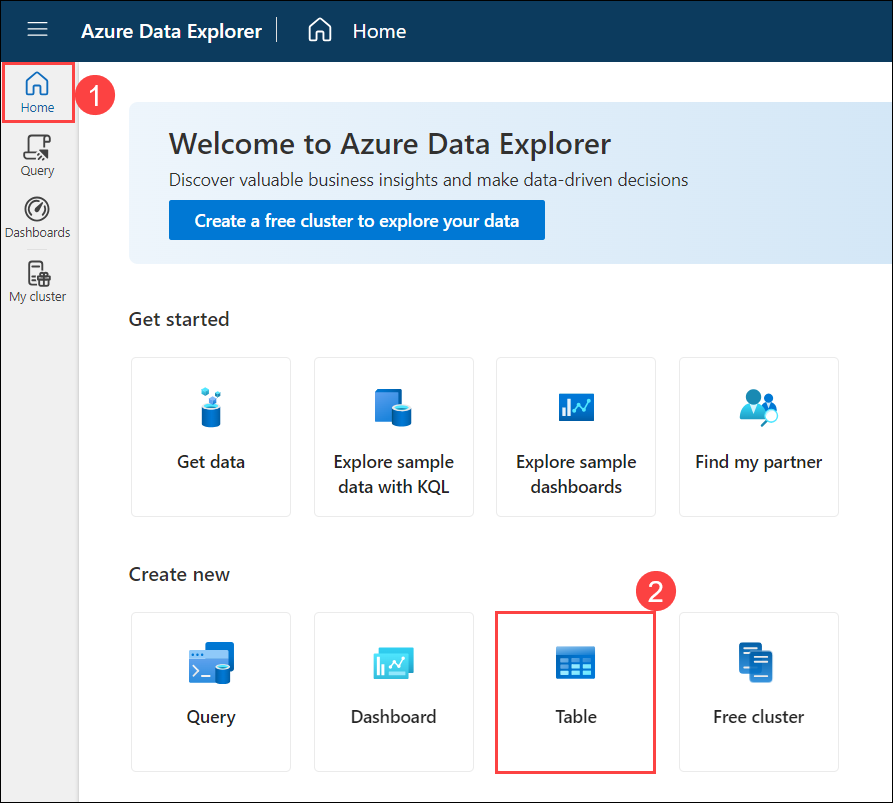 Azure Data Explorer
Home
Home
1
Query
Dashboards
My cluster
Welcome to Azure Data Explorer
Discover valuable business insights and make data-driven decisions
Create a free cluster to explore your data
Get started
Get data
Explore sample
data with KQL
Explore sample
dashboards
Find my partner
Create new
2
Query
Dashboard
Table
Free cluster